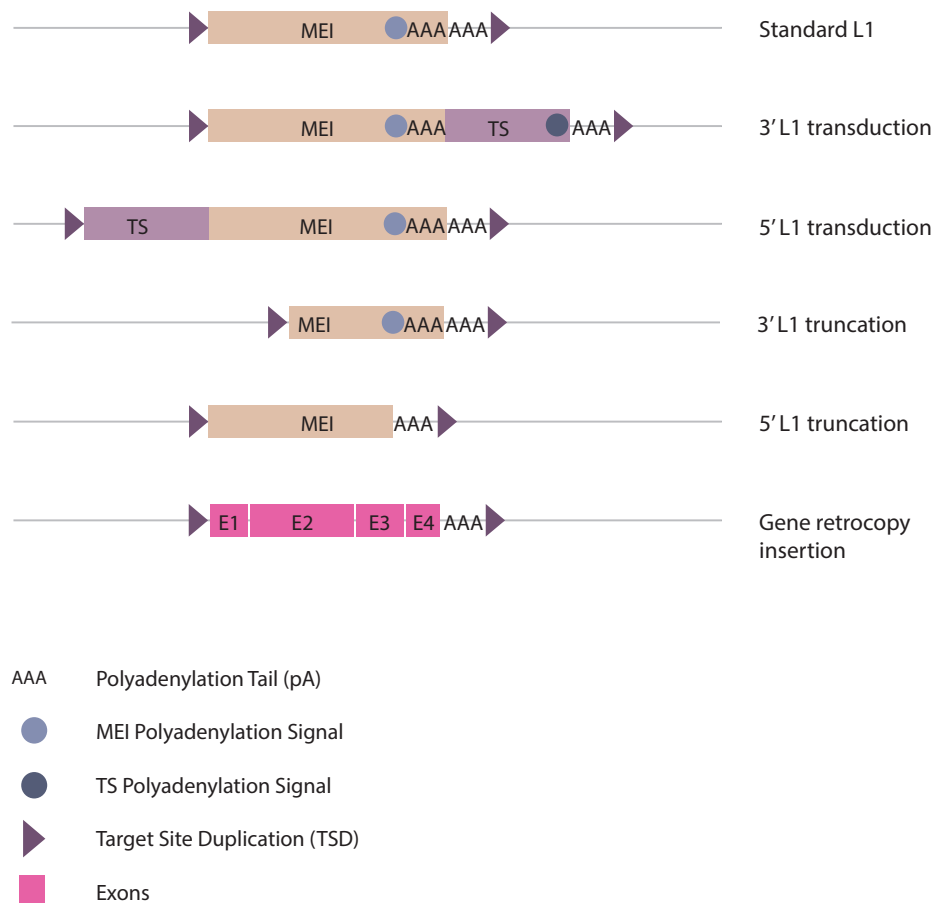 MEI AAA AAA Standard L1
MEI AAA TS AAA 3' L1 transduction
TS MEI AAA AAA 5' L1 transduction
MEI AAA AAA 3' L1 truncation
MEI AAA 5' L1 truncation
E1 E2 E3 E4 AAA Gene retrocopy
insertion
AAA Polyadenylation Tail (pA)
MEI Polyadenylation Signal
TS Polyadenylation Signal
Target Site Duplication (TSD)
Exons